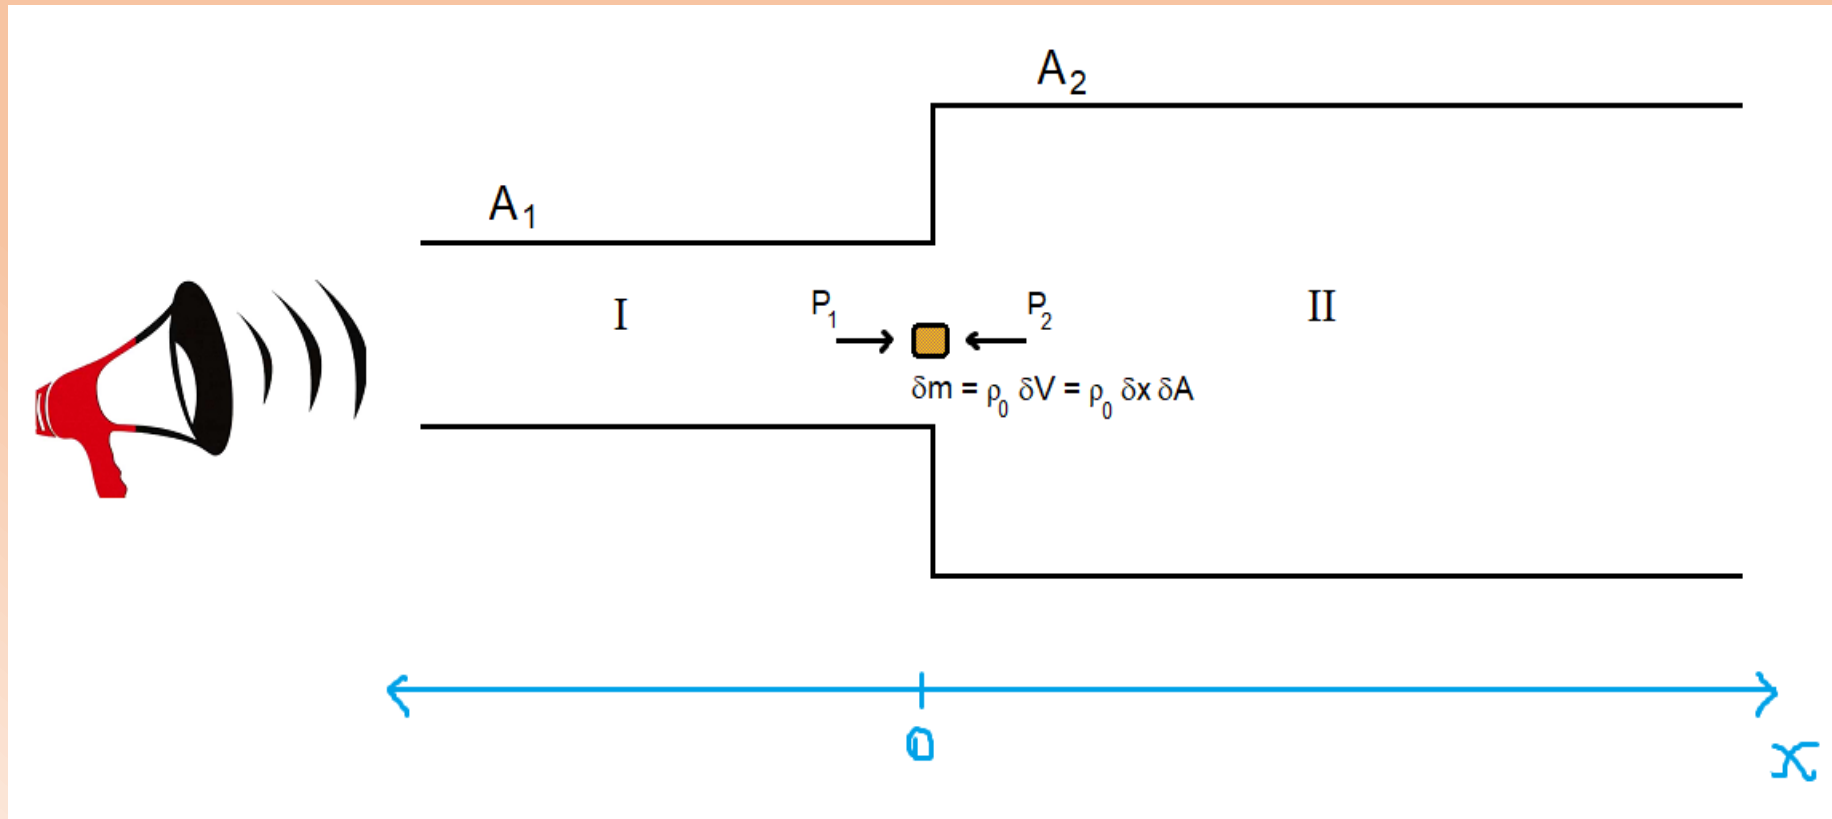 A₂
A₁
I
P₁
P₂
II
δm = ρ₀ δV = ρ₀ δx δA
0
x